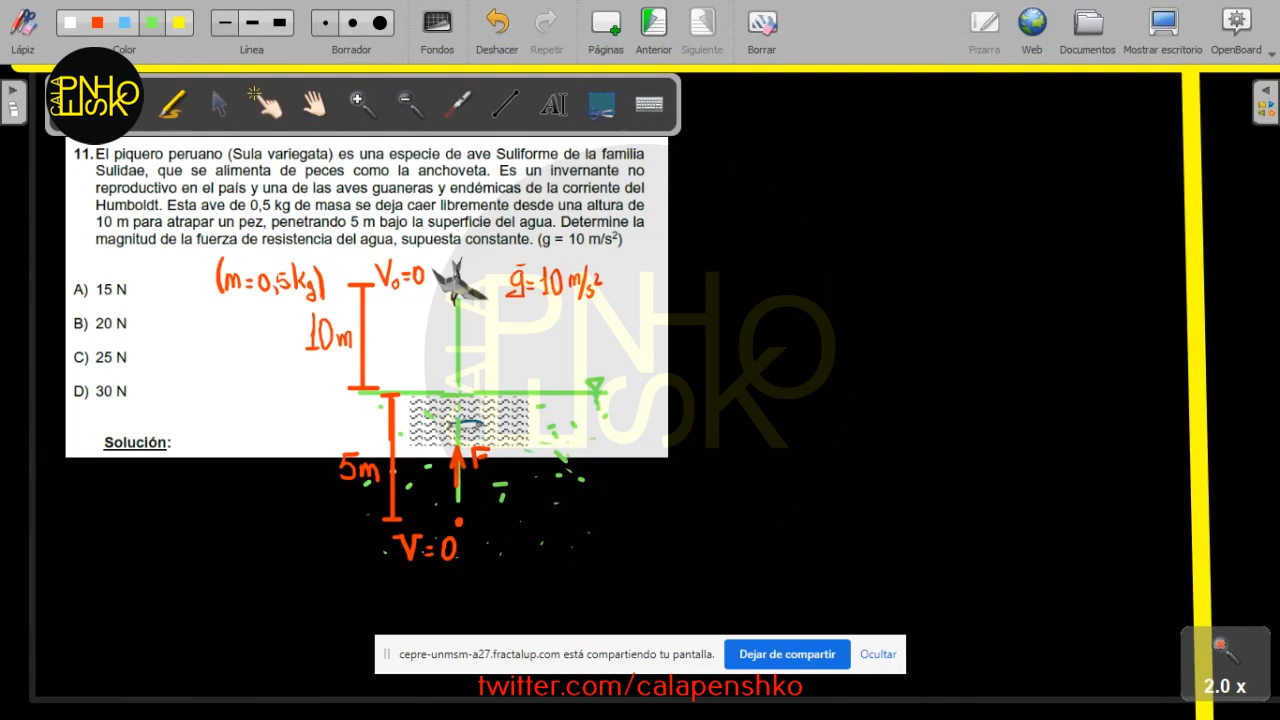 Lápiz
Color
Línea
Borrador
Fondos
Deshacer
Repetir
Páginas
Anterior
Siguiente
Borrar
Pizarra
Web
Documentos
Mostrar escritorio
OpenBoard
CALA
PNHO
ESK
AI
11. El piquero peruano (Sula variegata) es una especie de ave Suliforme de la familia
Sulidae, que se alimenta de peces como la anchoveta. Es un invernante no
reproductivo en el país y una de las aves guaneras y endémicas de la corriente del
Humboldt. Esta ave de 0,5 kg de masa se deja caer libremente desde una altura de
10 m para atrapar un pez, penetrando 5 m bajo la superficie del agua. Determine la
magnitud de la fuerza de resistencia del agua, supuesta constante. (g = 10 m/s²)
(m=0,5kg)
V₀=0
g=10 m/s²
A) 15 N
B) 20 N
C) 25 N
D) 30 N
10m
Solución:
5m
F
V=0
CALA
PNHO
ESK
cepre-unmsm-a27.fractalup.com está compartiendo tu pantalla.
Dejar de compartir
Ocultar
twitter.com/calapenshko
2.0 x